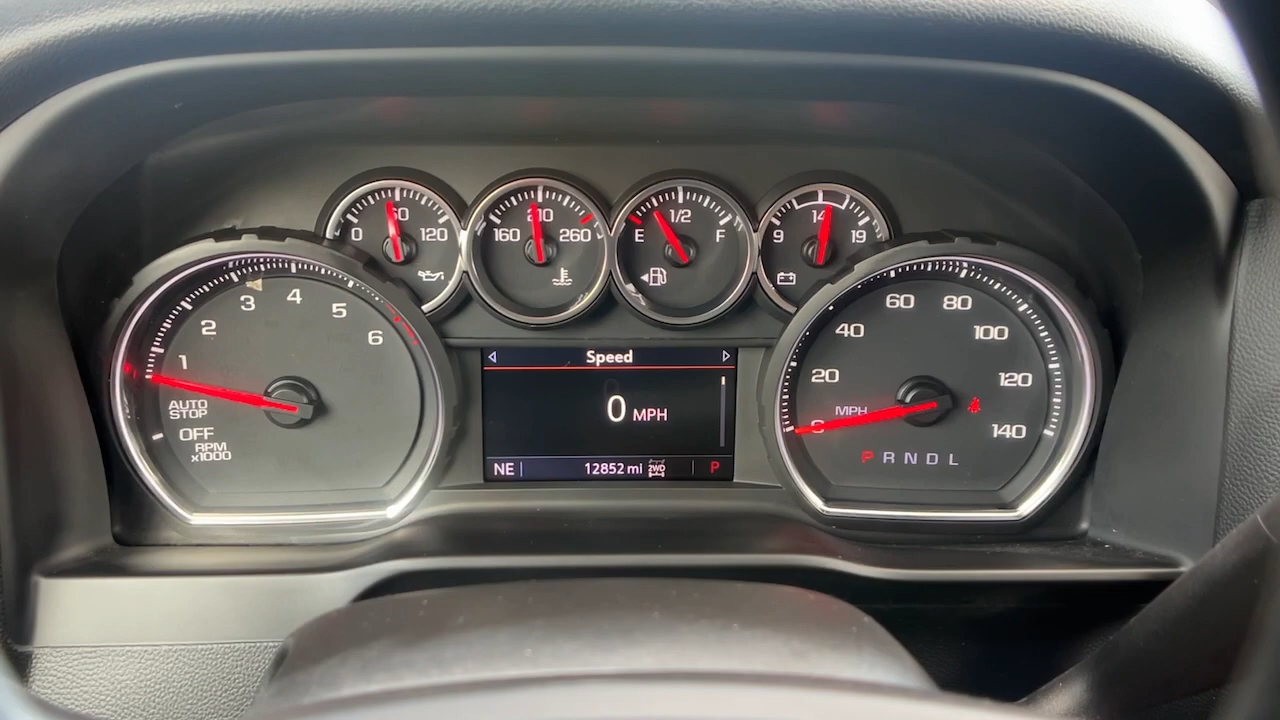 0 60 120
160 210 260
E 1/2 F
9 14 19
1 2 3 4 5 6
AUTO
STOP
OFF
RPM
x1000
Speed
0 MPH
NE 12852 mi 2WD P
20 40 60 80 100 120 140
MPH
P R N D L